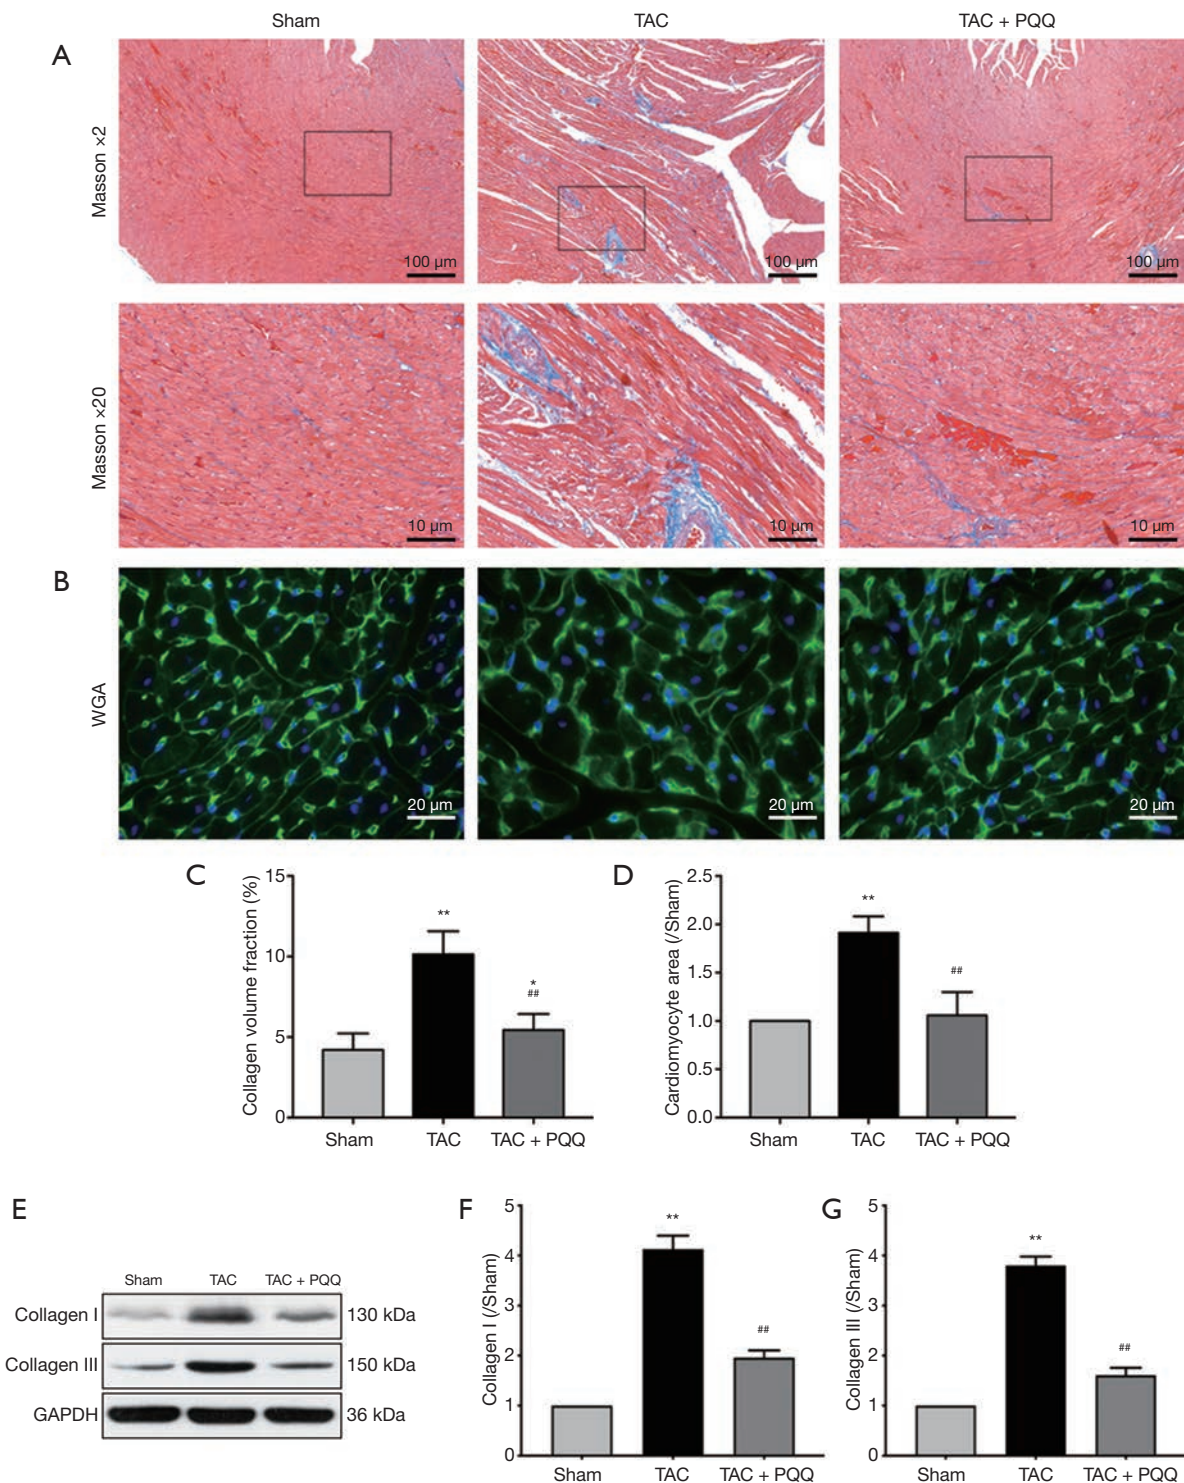 Sham TAC TAC + PQQ
A
Masson ×2
100 µm 100 µm 100 µm
Masson ×20
10 µm 10 µm 10 µm
B
WGA
20 µm 20 µm 20 µm
C
Collagen volume fraction (%)
15
10
5
0
**
*
##
Sham TAC TAC + PQQ
D
Cardiomyocyte area (/Sham)
2.5
2.0
1.5
1.0
0.5
0.0
**
##
Sham TAC TAC + PQQ
E
Sham TAC TAC + PQQ
Collagen I 130 kDa
Collagen III 150 kDa
GAPDH 36 kDa
F
Collagen I (/Sham)
5
4
3
2
1
0
**
##
Sham TAC TAC + PQQ
G
Collagen III (/Sham)
5
4
3
2
1
0
**
##
Sham TAC TAC + PQQ